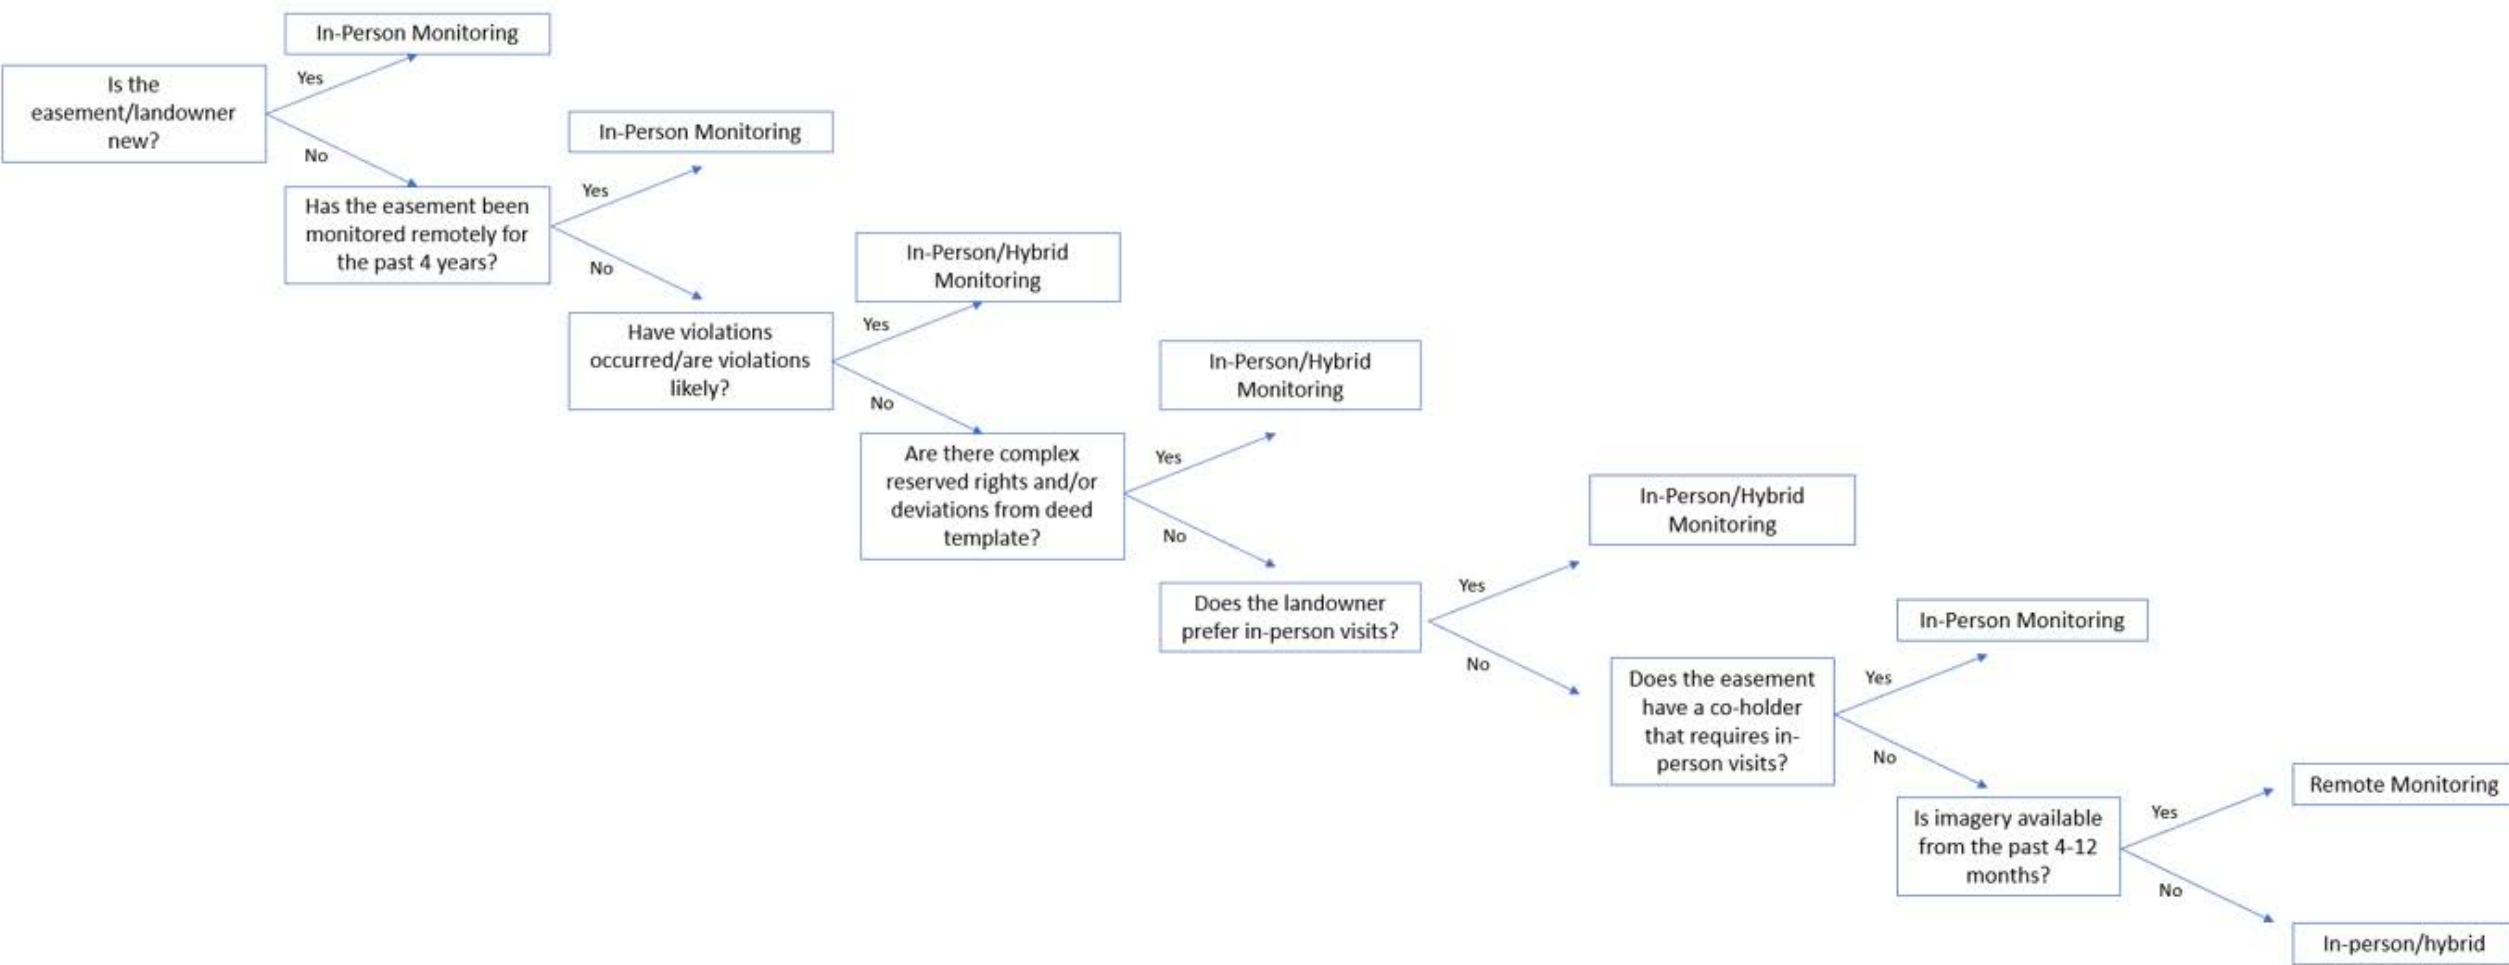 In-Person Monitoring
Is the
easement/landowner
new?
Yes
No
In-Person Monitoring
Has the easement been
monitored remotely for
the past 4 years?
Yes
No
In-Person/Hybrid
Monitoring
Have violations
occurred/are violations
likely?
Yes
No
In-Person/Hybrid
Monitoring
Are there complex
reserved rights and/or
deviations from deed
template?
Yes
No
In-Person/Hybrid
Monitoring
Does the landowner
prefer in-person visits?
Yes
No
In-Person Monitoring
Does the easement
have a co-holder
that requires in-
person visits?
Yes
No
Remote Monitoring
Is imagery available
from the past 4-12
months?
Yes
No
In-person/hybrid